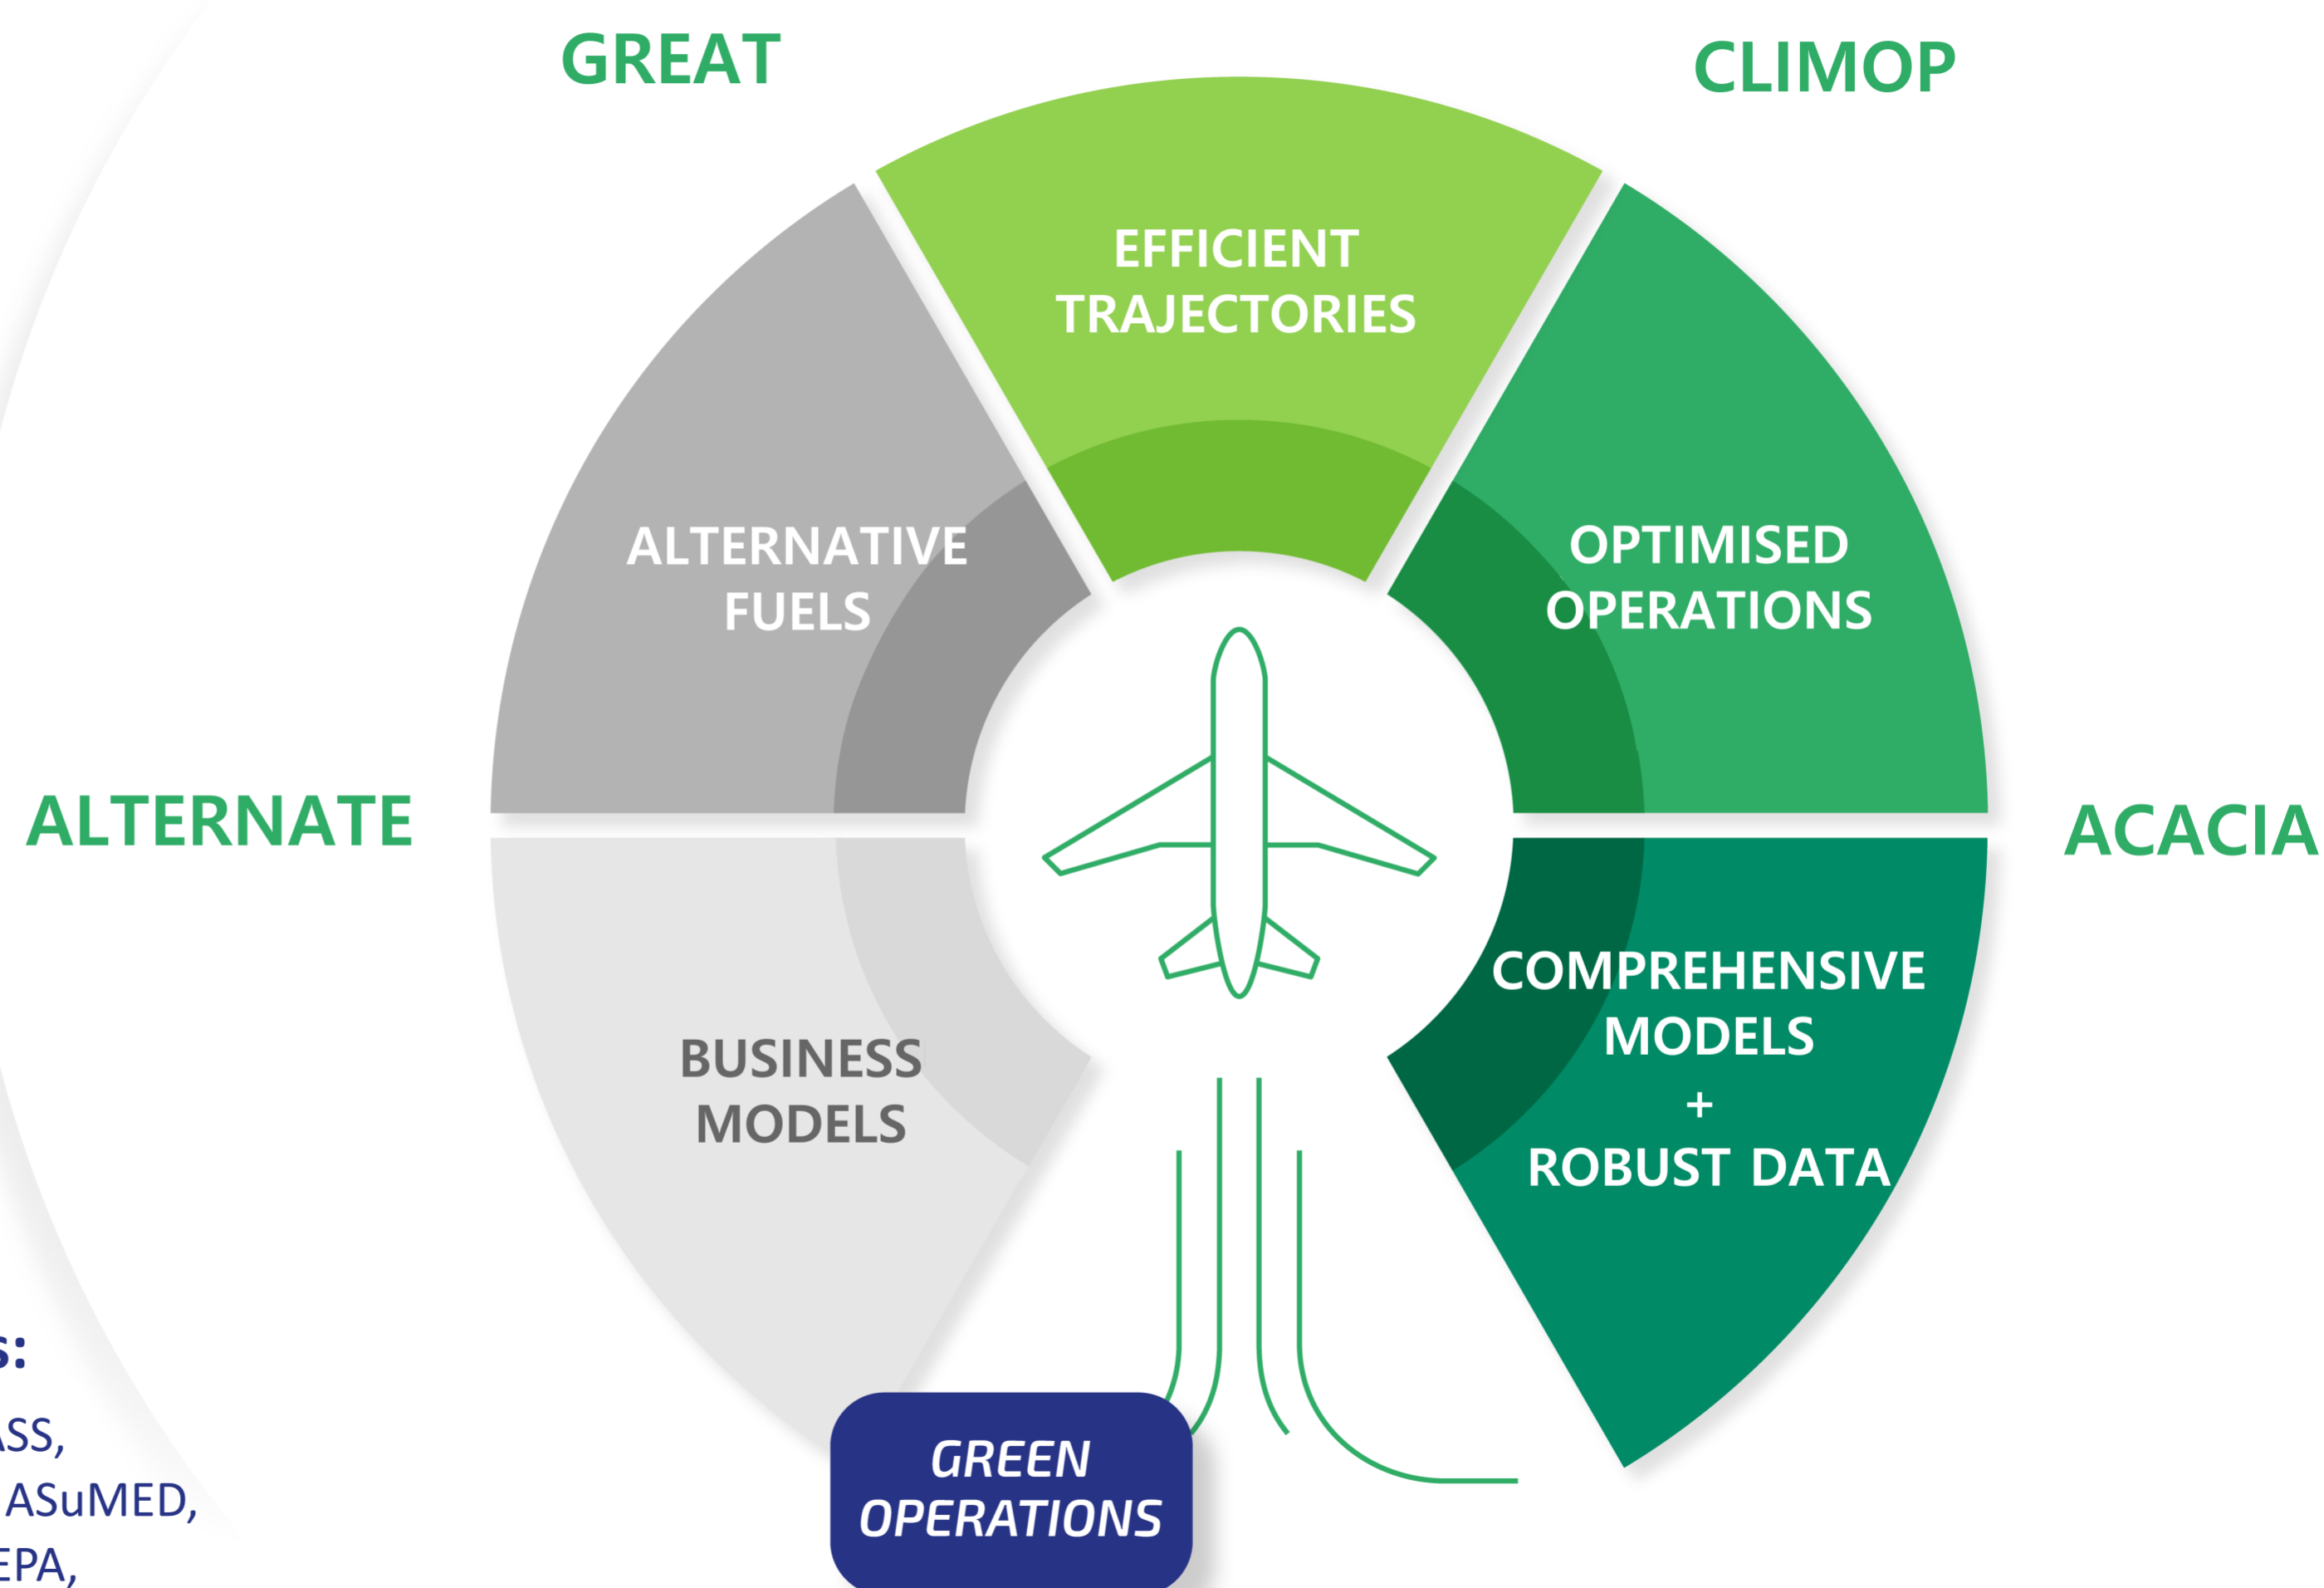 GREAT
CLIMOP
EFFICIENT
TRAJECTORIES
ALTERNATIVE
FUELS
OPTIMISED
OPERATIONS
ALTERNATE
ACACIA
COMPREHENSIVE
MODELS
+
ROBUST DATA
BUSINESS
MODELS
GREEN
OPERATIONS
ASuMED,